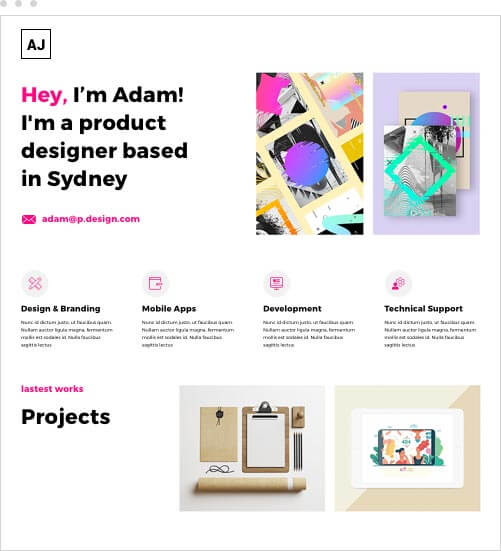 AJ
Hey, I'm Adam!
I'm a product
designer based
in Sydney
adam@p.design.com
Design & Branding
Nunc id dictum justo, ut faucibus quam.
Nullam auctor ligula magna, fermentum
mollis est sodales id. Nulla faucibus
sagittis lectus
Mobile Apps
Nunc id dictum justo, ut faucibus quam.
Nullam auctor ligula magna, fermentum
mollis est sodales id. Nulla faucibus
sagittis lectus
Development
Nunc id dictum justo, ut faucibus quam.
Nullam auctor ligula magna, fermentum
mollis est sodales id. Nulla faucibus
sagittis lectus
Technical Support
Nunc id dictum justo, ut faucibus quam.
Nullam auctor ligula magna, fermentum
mollis est sodales id. Nulla faucibus
sagittis lectus
lastest works
Projects
404